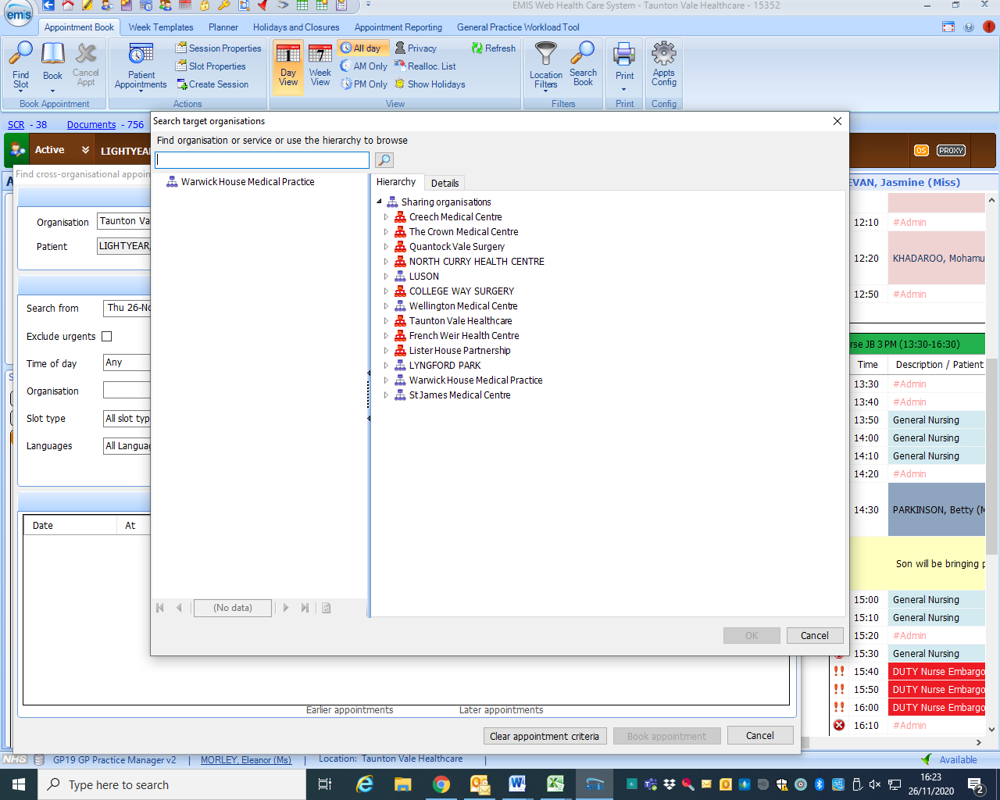 EMIS Web Health Care System - Taunton Vale Healthcare - 15352
emis
Appointment Book
Week Templates
Planner
Holidays and Closures
Appointment Reporting
General Practice Workload Tool
Find Slot
Book
Cancel Appt
Book Appointment
Patient Appointments
Session Properties
Slot Properties
Create Session
Actions
Day View
Week View
All day
AM Only
PM Only
Privacy
Realloc. List
Show Holidays
Refresh
View
Location Filters
Search Book
Filters
Print
Print
Appts Config
Config
SCR - 38
Documents - 756
Active
LIGHTYEA
OS
PROXY
Search target organisations
Find organisation or service or use the hierarchy to browse
Warwick House Medical Practice
Hierarchy
Details
Sharing organisations
Creech Medical Centre
The Crown Medical Centre
Quantock Vale Surgery
NORTH CURRY HEALTH CENTRE
LUSON
COLLEGE WAY SURGERY
Wellington Medical Centre
Taunton Vale Healthcare
French Weir Health Centre
Lister House Partnership
LYNGFORD PARK
Warwick House Medical Practice
St James Medical Centre
(No data)
OK
Cancel
Find cross-organisational appoin
Organisation
Taunton Va
Patient
LIGHTYEAR
Search from
Thu 26-No
Exclude urgents
Time of day
Any
Organisation
Slot type
All slot typ
Languages
All Langua
Date
At
Earlier appointments
Later appointments
Clear appointment criteria
Book appointment
Cancel
EVAN, Jasmine (Miss)
12:10 #Admin
12:20 KHADAROO, Mohamu
12:50 #Admin
rse JB 3 PM (13:30-16:30)
Time Description / Patient
13:30 #Admin
13:40 #Admin
13:50 General Nursing
14:00 General Nursing
14:10 General Nursing
14:20 #Admin
14:30 PARKINSON, Betty (M
Son will be bringing p
15:00 General Nursing
15:10 General Nursing
15:20 #Admin
15:30 General Nursing
15:40 DUTY Nurse Embargo
15:50 DUTY Nurse Embargo
16:00 DUTY Nurse Embargo
16:10 #Admin
NHS
GP19 GP Practice Manager v2
MORLEY, Eleanor (Ms)
Location: Taunton Vale Healthcare
Available
Type here to search
16:23
26/11/2020
2